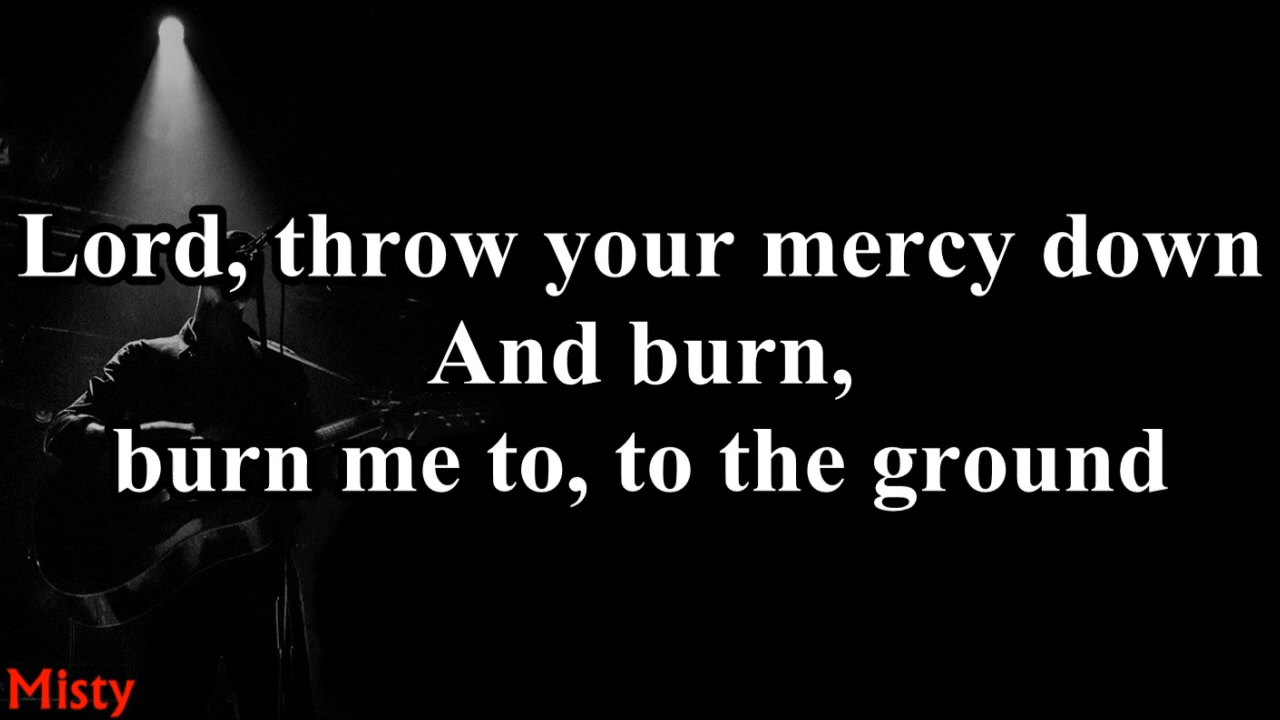 Lord, throw your mercy down
And burn,
burn me to, to the ground
Misty